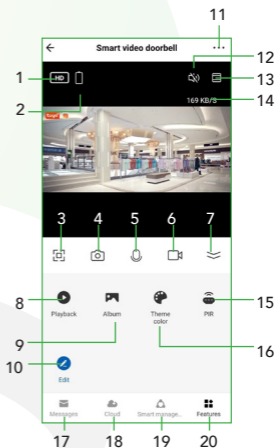 11
Smart video doorbell
1
HD
12
13
2
169 KB/S
14
3
4
5
6
7
8
Playback
Album
Theme
color
PIR
15
9
16
10
Edit
Messages
Cloud
Smart manage...
Features
17
18
19
20